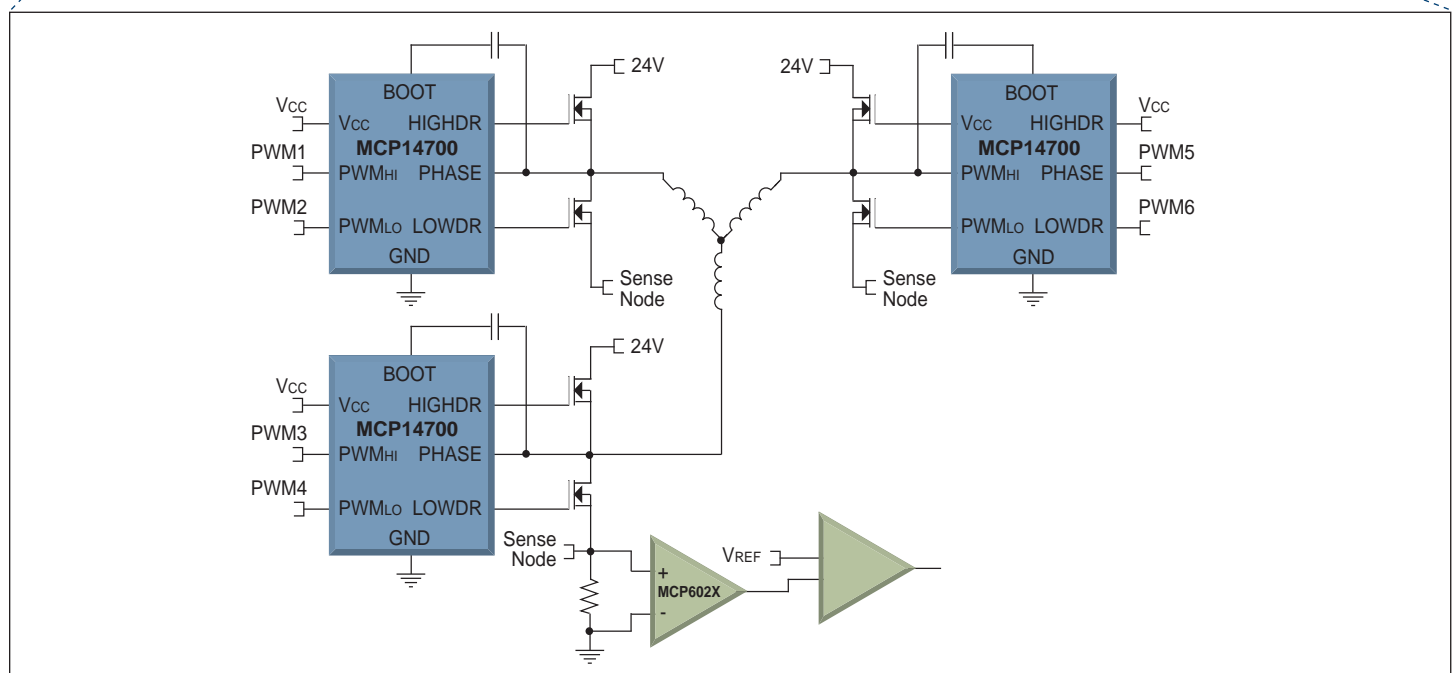 24V
BOOT
Vcc
Vcc HIGHDR
MCP14700
PWM1
PWMHI PHASE
PWM2
PWMLO LOWDR
GND
Sense
Node
24V
BOOT
Vcc
Vcc HIGHDR
MCP14700
PWM5
PWMHI PHASE
PWM6
PWMLO LOWDR
GND
Sense
Node
24V
BOOT
Vcc
Vcc HIGHDR
MCP14700
PWM3
PWMHI PHASE
PWM4
PWMLO LOWDR
GND
Sense
Node
+
MCP602X
-
VREF